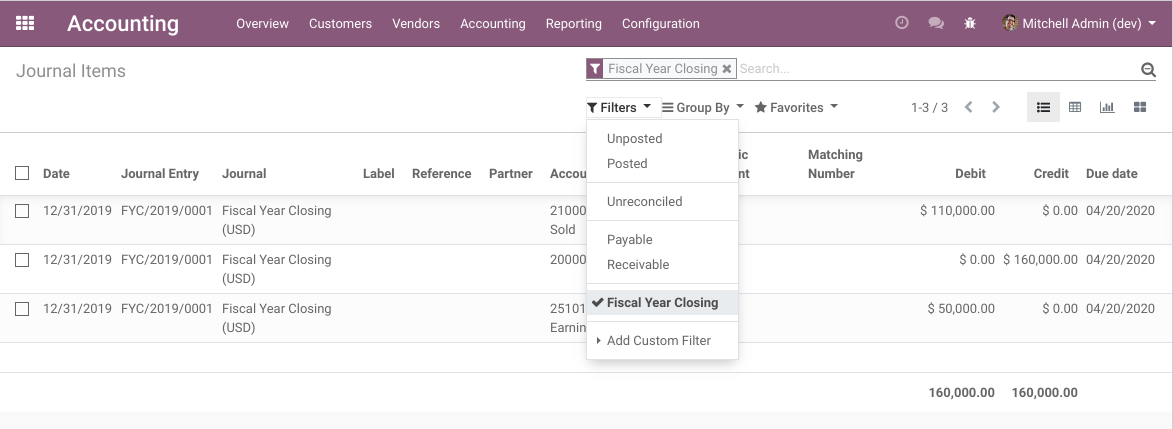 Accounting
Overview Customers Vendors Accounting Reporting Configuration
Mitchell Admin (dev)
Journal Items
Fiscal Year Closing
Search...
Filters Group By Favorites
1-3 / 3
Unposted
Posted
Unreconciled
Payable
Receivable
Fiscal Year Closing
Add Custom Filter
Matching
Date Journal Entry Journal Label Reference Partner Number Debit Credit Due date
12/31/2019 FYC/2019/0001 Fiscal Year Closing 21000 $ 110,000.00 $ 0.00 04/20/2020
(USD) Sold
12/31/2019 FYC/2019/0001 Fiscal Year Closing 20000 $ 0.00 $ 160,000.00 04/20/2020
(USD)
12/31/2019 FYC/2019/0001 Fiscal Year Closing 25101 $ 50,000.00 $ 0.00 04/20/2020
(USD) Earnin
160,000.00 160,000.00